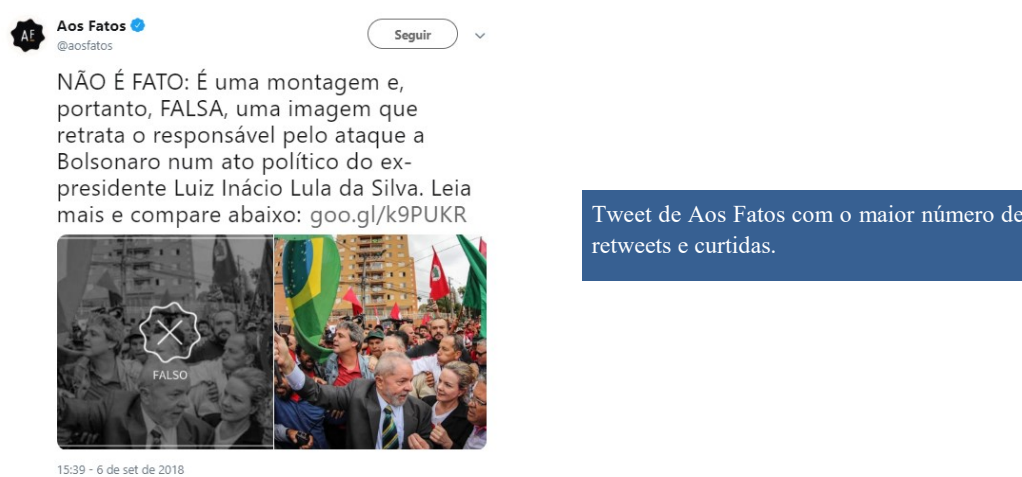 AF
Aos Fatos
@aosfatos
Seguir
NÃO É FATO: É uma montagem e,
portanto, FALSA, uma imagem que
retrata o responsável pelo ataque a
Bolsonaro num ato político do ex-
presidente Luiz Inácio Lula da Silva. Leia
mais e compare abaixo: goo.gl/k9PUKR
FALSO
15:39 - 6 de set de 2018
Tweet de Aos Fatos com o maior número de
retweets e curtidas.